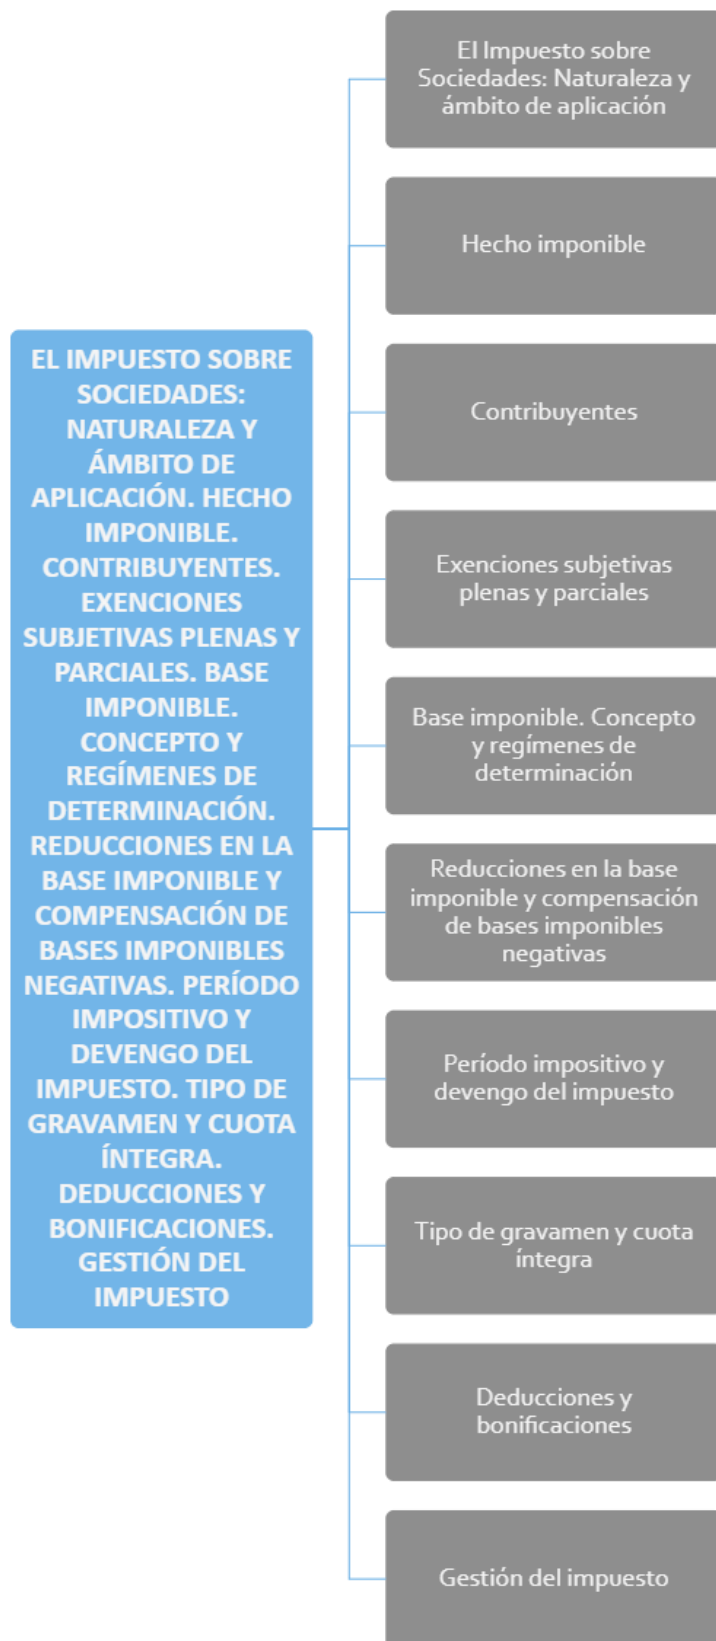 EL IMPUESTO SOBRE
SOCIEDADES:
NATURALEZA Y
ÁMBITO DE
APLICACIÓN. HECHO
IMPONIBLE.
CONTRIBUYENTES.
EXENCIONES
SUBJETIVAS PLENAS Y
PARCIALES. BASE
IMPONIBLE.
CONCEPTO Y
REGÍMENES DE
DETERMINACIÓN.
REDUCCIONES EN LA
BASE IMPONIBLE Y
COMPENSACIÓN DE
BASES IMPONIBLES
NEGATIVAS. PERÍODO
IMPOSITIVO Y
DEVENGO DEL
IMPUESTO. TIPO DE
GRAVAMEN Y CUOTA
ÍNTEGRA.
DEDUCCIONES Y
BONIFICACIONES.
GESTIÓN DEL
IMPUESTO
El Impuesto sobre
Sociedades: Naturaleza y
ámbito de aplicación
Hecho imponible
Contribuyentes
Exenciones subjetivas
plenas y parciales
Base imponible. Concepto
y regímenes de
determinación
Reducciones en la base
imponible y compensación
de bases imponibles
negativas
Período impositivo y
devengo del impuesto
Tipo de gravamen y cuota
íntegra
Deducciones y
bonificaciones
Gestión del impuesto